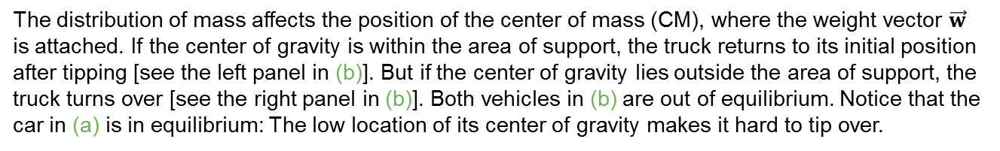 The distribution of mass affects the position of the center of mass (CM), where the weight vector w⃗
is attached. If the center of gravity is within the area of support, the truck returns to its initial position
after tipping [see the left panel in (b)]. But if the center of gravity lies outside the area of support, the
truck turns over [see the right panel in (b)]. Both vehicles in (b) are out of equilibrium. Notice that the
car in (a) is in equilibrium: The low location of its center of gravity makes it hard to tip over.